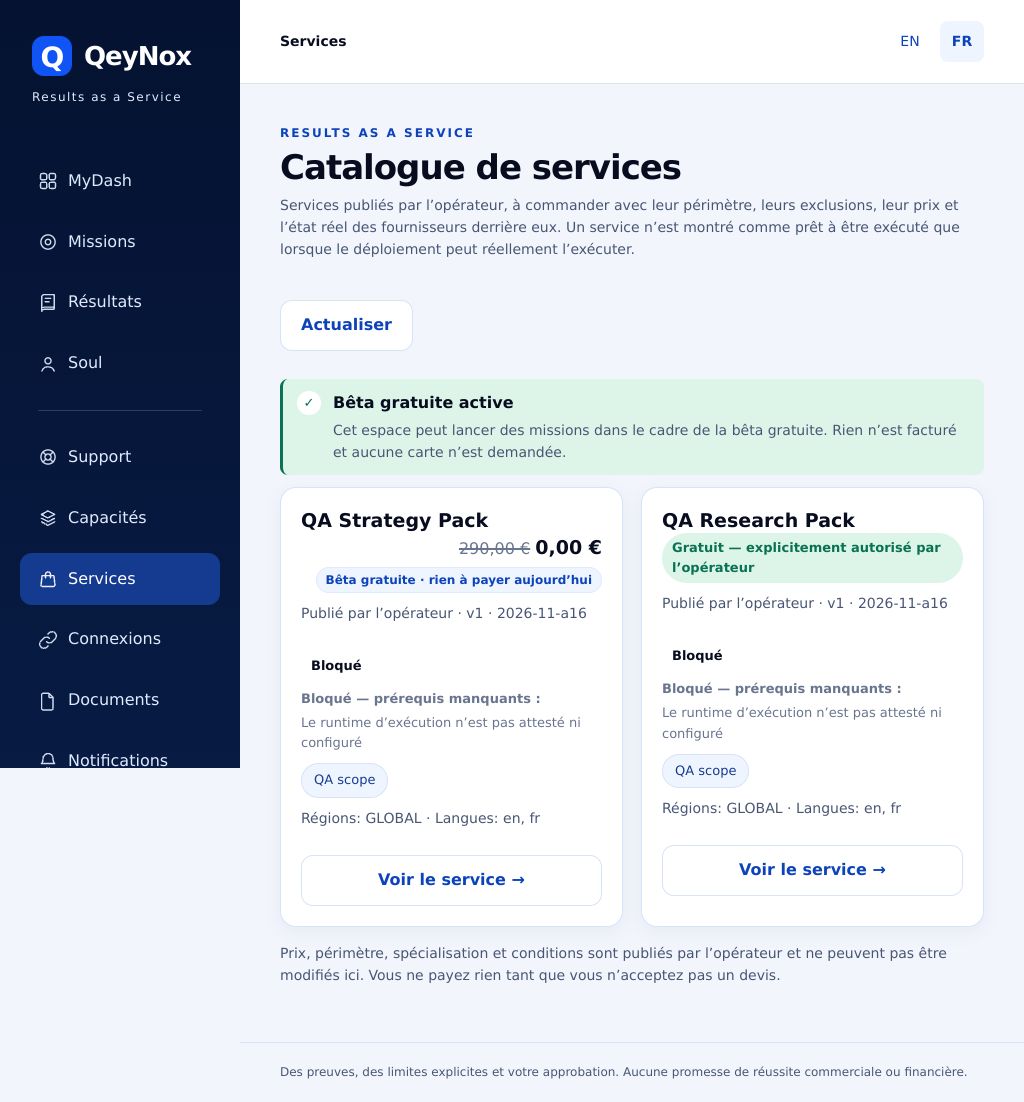 Q QeyNox
Results as a Service
MyDash
Missions
Résultats
Soul
Support
Capacités
Services
Connexions
Documents
Notifications
Services
EN
FR
RESULTS AS A SERVICE
Catalogue de services
Services publiés par l’opérateur, à commander avec leur périmètre, leurs exclusions, leur prix et
l’état réel des fournisseurs derrière eux. Un service n’est montré comme prêt à être exécuté que
lorsque le déploiement peut réellement l’exécuter.
Actualiser
✓ Bêta gratuite active
Cet espace peut lancer des missions dans le cadre de la bêta gratuite. Rien n’est facturé
et aucune carte n’est demandée.
QA Strategy Pack
290,00 € 0,00 €
Bêta gratuite · rien à payer aujourd’hui
Publié par l’opérateur · v1 · 2026-11-a16
Bloqué
Bloqué — prérequis manquants :
Le runtime d’exécution n’est pas attesté ni
configuré
QA scope
Régions: GLOBAL · Langues: en, fr
Voir le service →
QA Research Pack
Gratuit — explicitement autorisé par
l’opérateur
Publié par l’opérateur · v1 · 2026-11-a16
Bloqué
Bloqué — prérequis manquants :
Le runtime d’exécution n’est pas attesté ni
configuré
QA scope
Régions: GLOBAL · Langues: en, fr
Voir le service →
Prix, périmètre, spécialisation et conditions sont publiés par l’opérateur et ne peuvent pas être
modifiés ici. Vous ne payez rien tant que vous n’acceptez pas un devis.
Des preuves, des limites explicites et votre approbation. Aucune promesse de réussite commerciale ou financière.